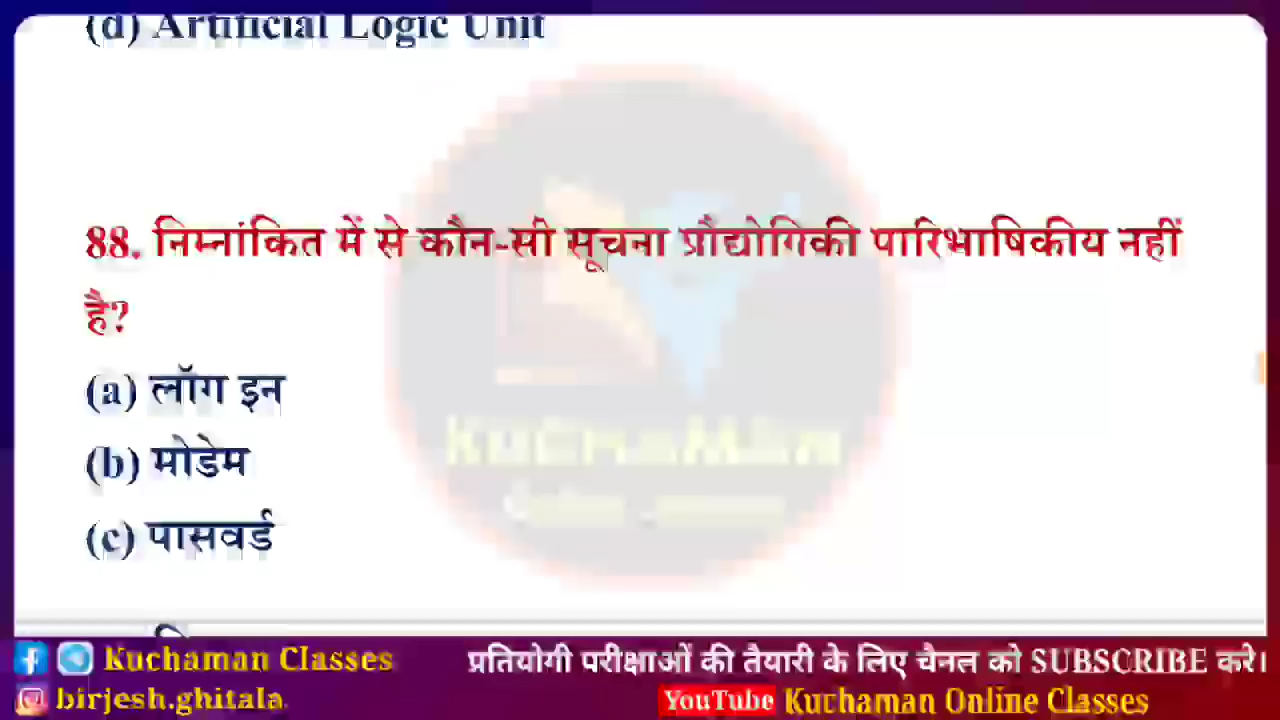 (d) Artificial Logic Unit
88. निम्नांकित में से कौन-सी सूचना प्रौद्योगिकी पारिभाषिकीय नहीं
है?
(a) लॉग इन
(b) मोडेम
(c) पासवर्ड
KUCHAMAN
Kuchaman Classes
प्रतियोगी परीक्षाओं की तैयारी के लिए चैनल को SUBSCRIBE करे।
birjesh.ghitala
YouTube Kuchaman Online Classes